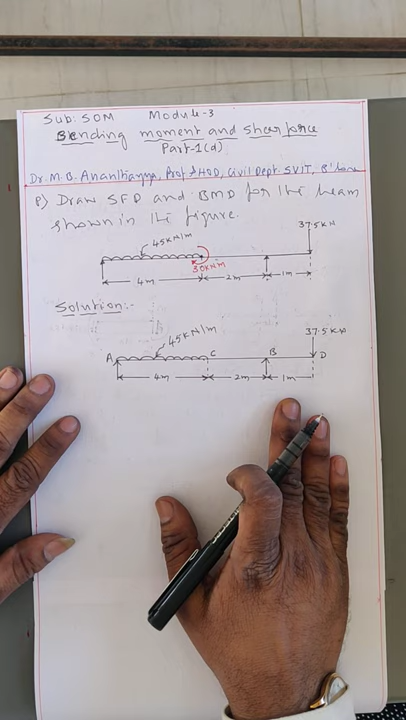 Sub: SOM Module-3
Bending moment and shear force
Part-1(d)
Dr. M.B. Ananthayya, Prof & HOD, Civil Dept. SVIT, B'lore
P) Draw SFD and BMD for the beam
shown in the figure.
37.5KN
45KN/m
30KNm
4m 2m 1m
Solution:-
45KN/m
37.5KN
A C B D
4m 2m 1m